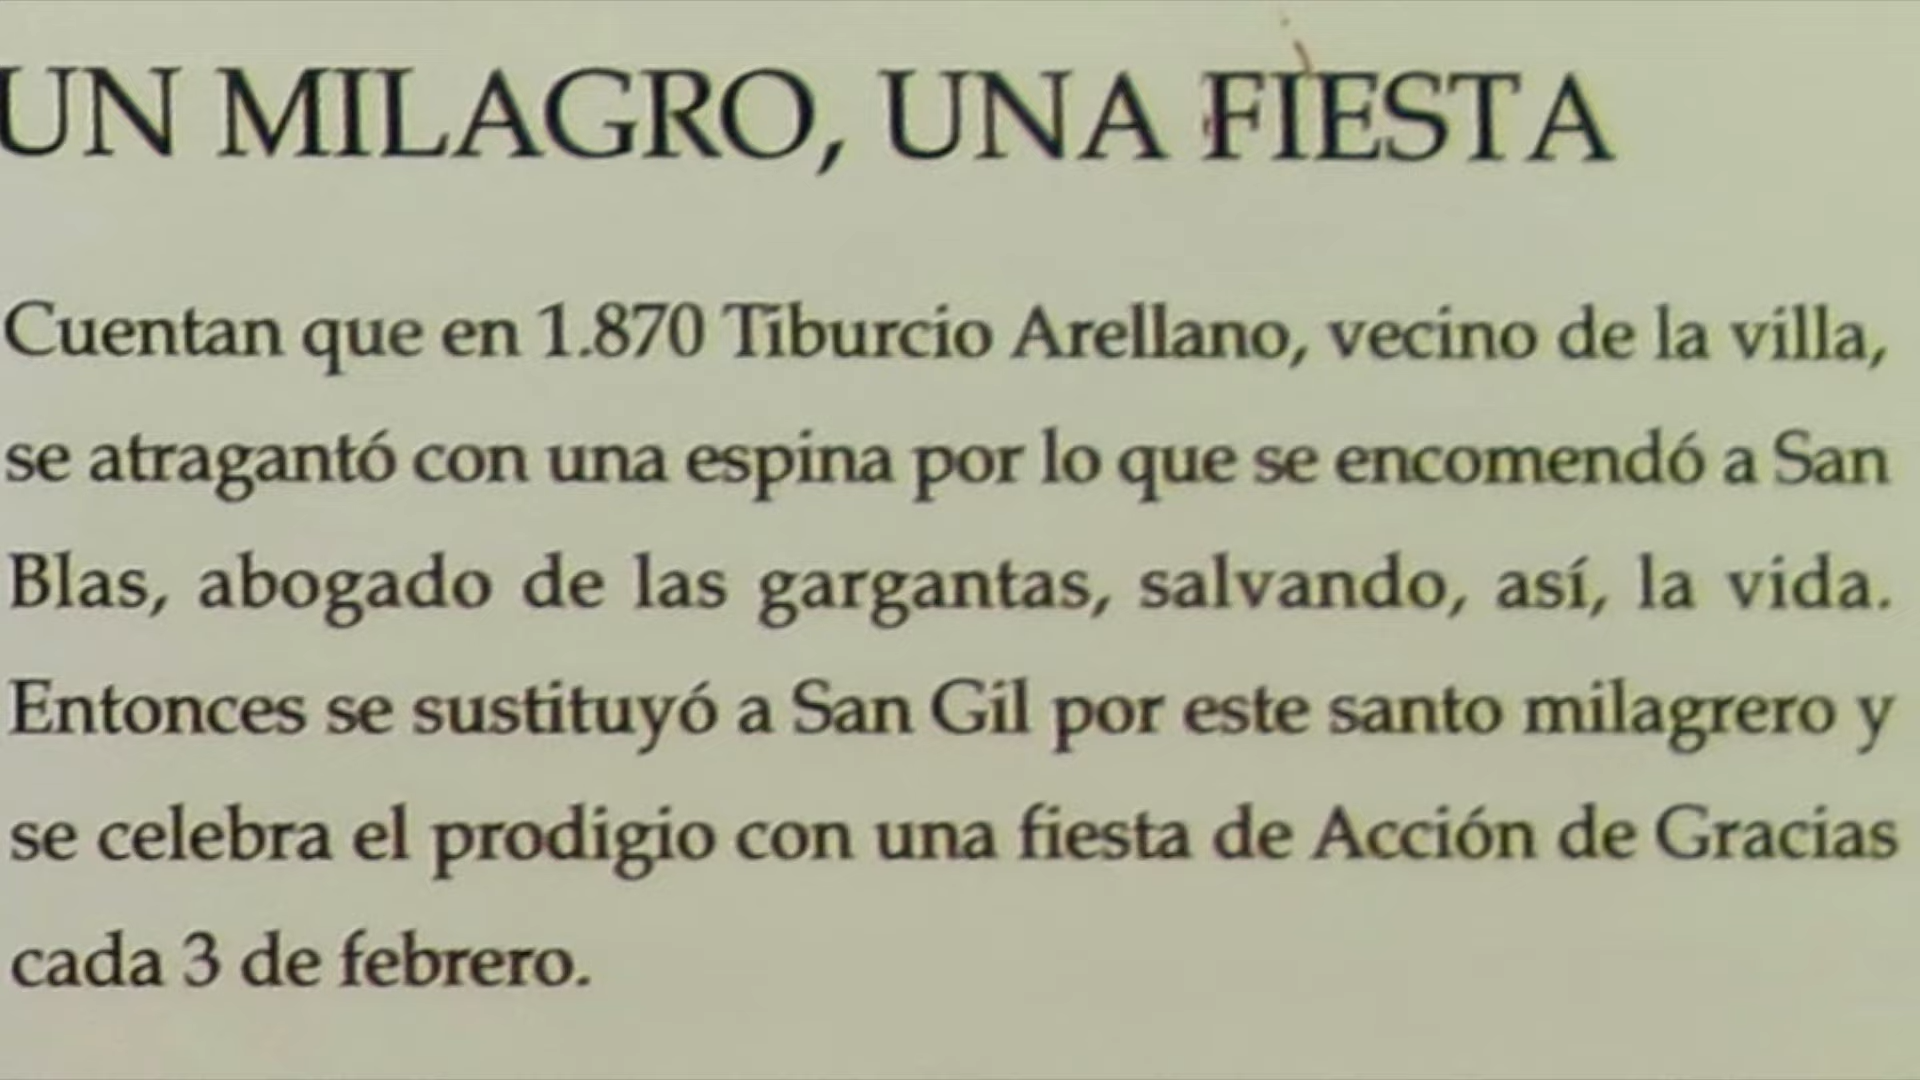 UN MILAGRO, UNA FIESTA
Cuentan que en 1.870 Tiburcio Arellano, vecino de la villa,
se atragantó con una espina por lo que se encomendó a San
Blas, abogado de las gargantas, salvando, así, la vida.
Entonces se sustituyó a San Gil por este santo milagrero y
se celebra el prodigio con una fiesta de Acción de Gracias
cada 3 de febrero.